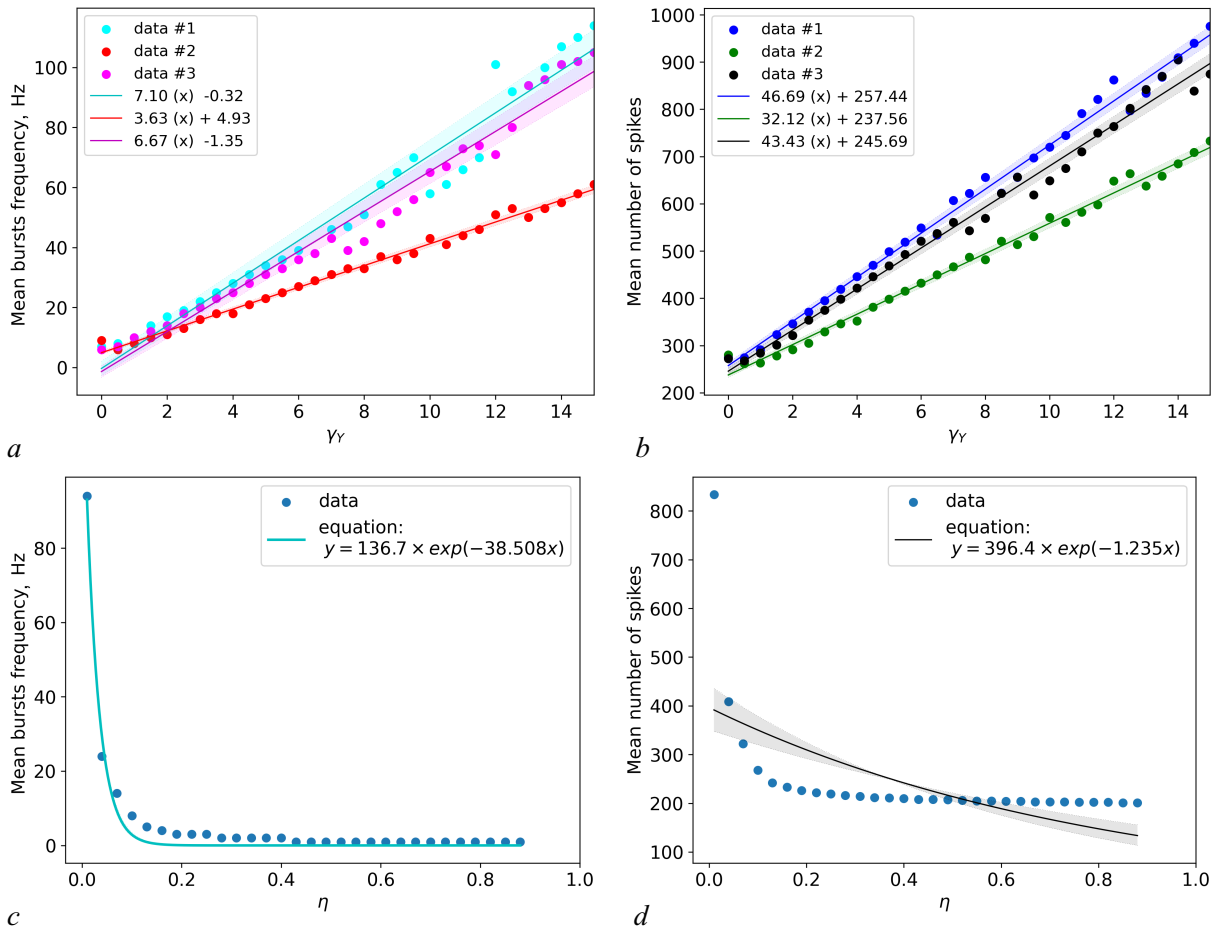 data #1
data #2
data #3
7.10 (x)  -0.32
3.63 (x) + 4.93
6.67 (x)  -1.35
Mean bursts frequency, Hz
100
80
60
40
20
0
0 2 4 6 8 10 12 14
γY
a
data #1
data #2
data #3
46.69 (x) + 257.44
32.12 (x) + 237.56
43.43 (x) + 245.69
Mean number of spikes
1000
900
800
700
600
500
400
300
200
0 2 4 6 8 10 12 14
γY
b
data
equation:
y = 136.7 × exp(−38.508x)
Mean bursts frequency, Hz
80
60
40
20
0
0.0 0.2 0.4 0.6 0.8 1.0
η
c
data
equation:
y = 396.4 × exp(−1.235x)
Mean number of spikes
800
700
600
500
400
300
200
100
0.0 0.2 0.4 0.6 0.8 1.0
η
d